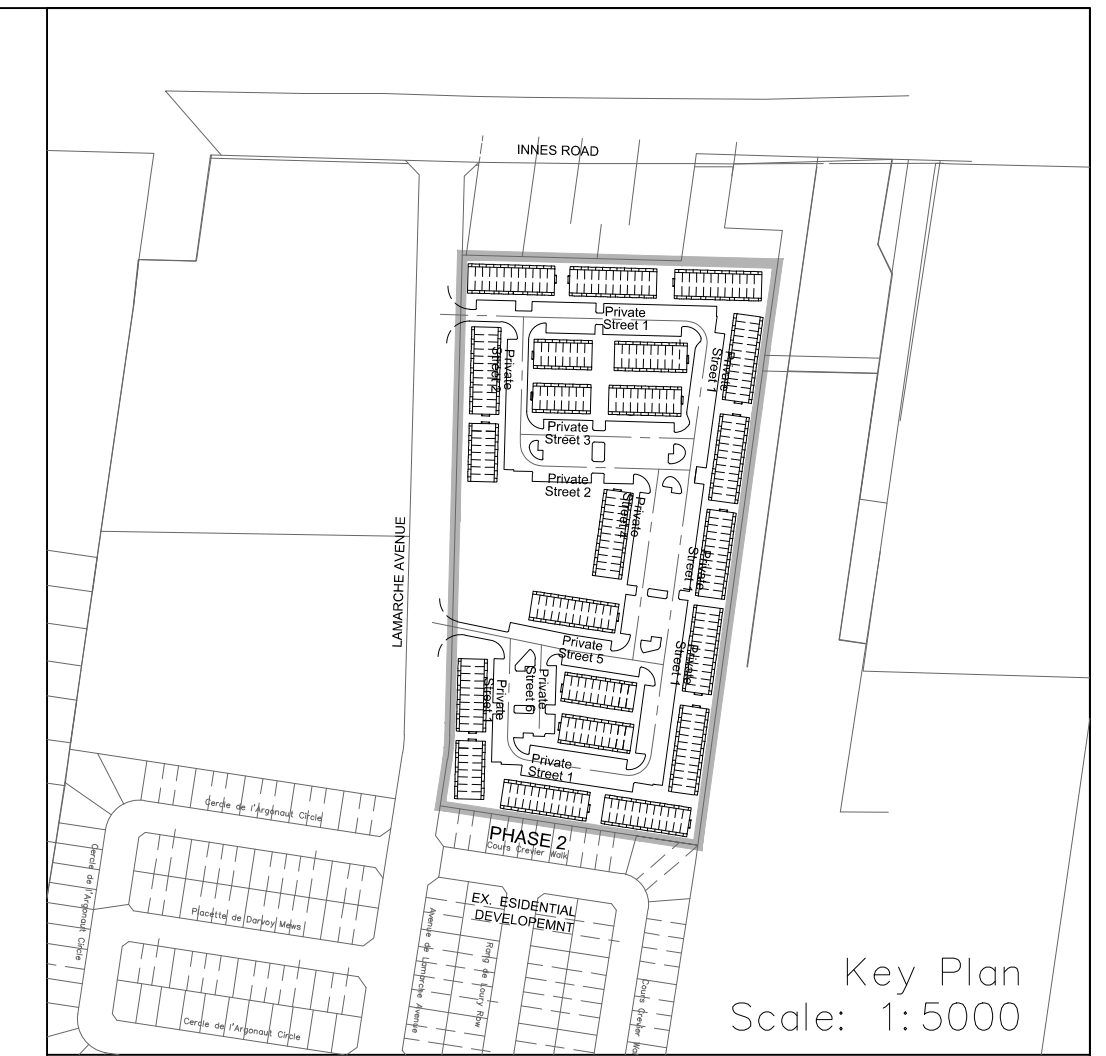 INNES ROAD
Private
Street 1
Private
Street 2
Private
Street 1
Private
Street 3
Private
Street 2
Private
Street 4
LAMARCHE AVENUE
Private
Street 1
Private
Street 5
Private
Street 1
Private
Street 6
Private
Street 1
Private
Street 1
Cercle de l'Argonaut Circle
PHASE 2
Cours Crevier Walk
Cercle de l'Argonaut Circle
EX. ESIDENTIAL
DEVELOPEMNT
Placette de Darvoy Mews
Avenue de Lamarche Avenue
Rang de Loury Row
Cours Crevier Wa
Cercle de l'Argonaut Circle
Key Plan
Scale: 1:5000